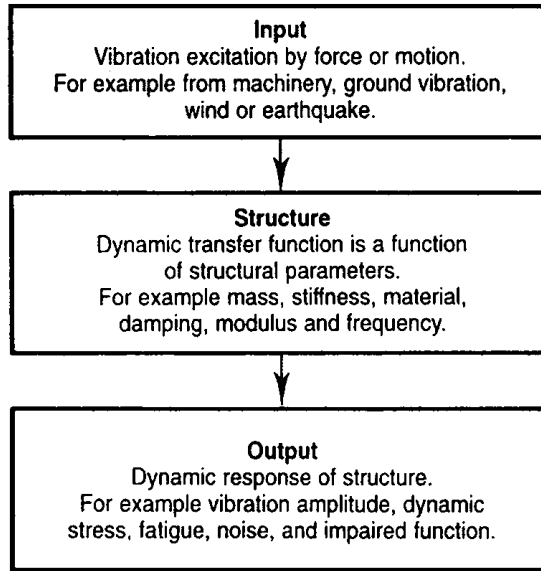 Input
Vibration excitation by force or motion.
For example from machinery, ground vibration,
wind or earthquake.
Structure
Dynamic transfer function is a function
of structural parameters.
For example mass, stiffness, material,
damping, modulus and frequency.
Output
Dynamic response of structure.
For example vibration amplitude, dynamic
stress, fatigue, noise, and impaired function.